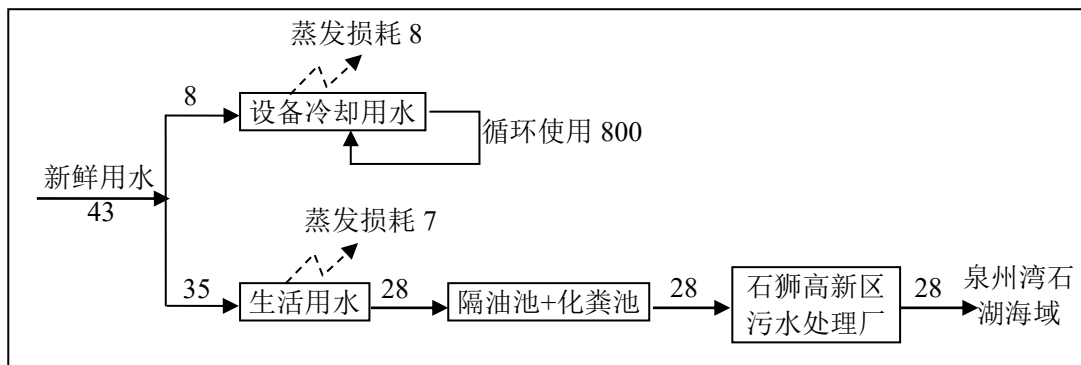 蒸发损耗 8
8
设备冷却用水
循环使用 800
新鲜用水
43
蒸发损耗 7
35
生活用水
28
隔油池+化粪池
28
石狮高新区
污水处理厂
28
泉州湾石
湖海域